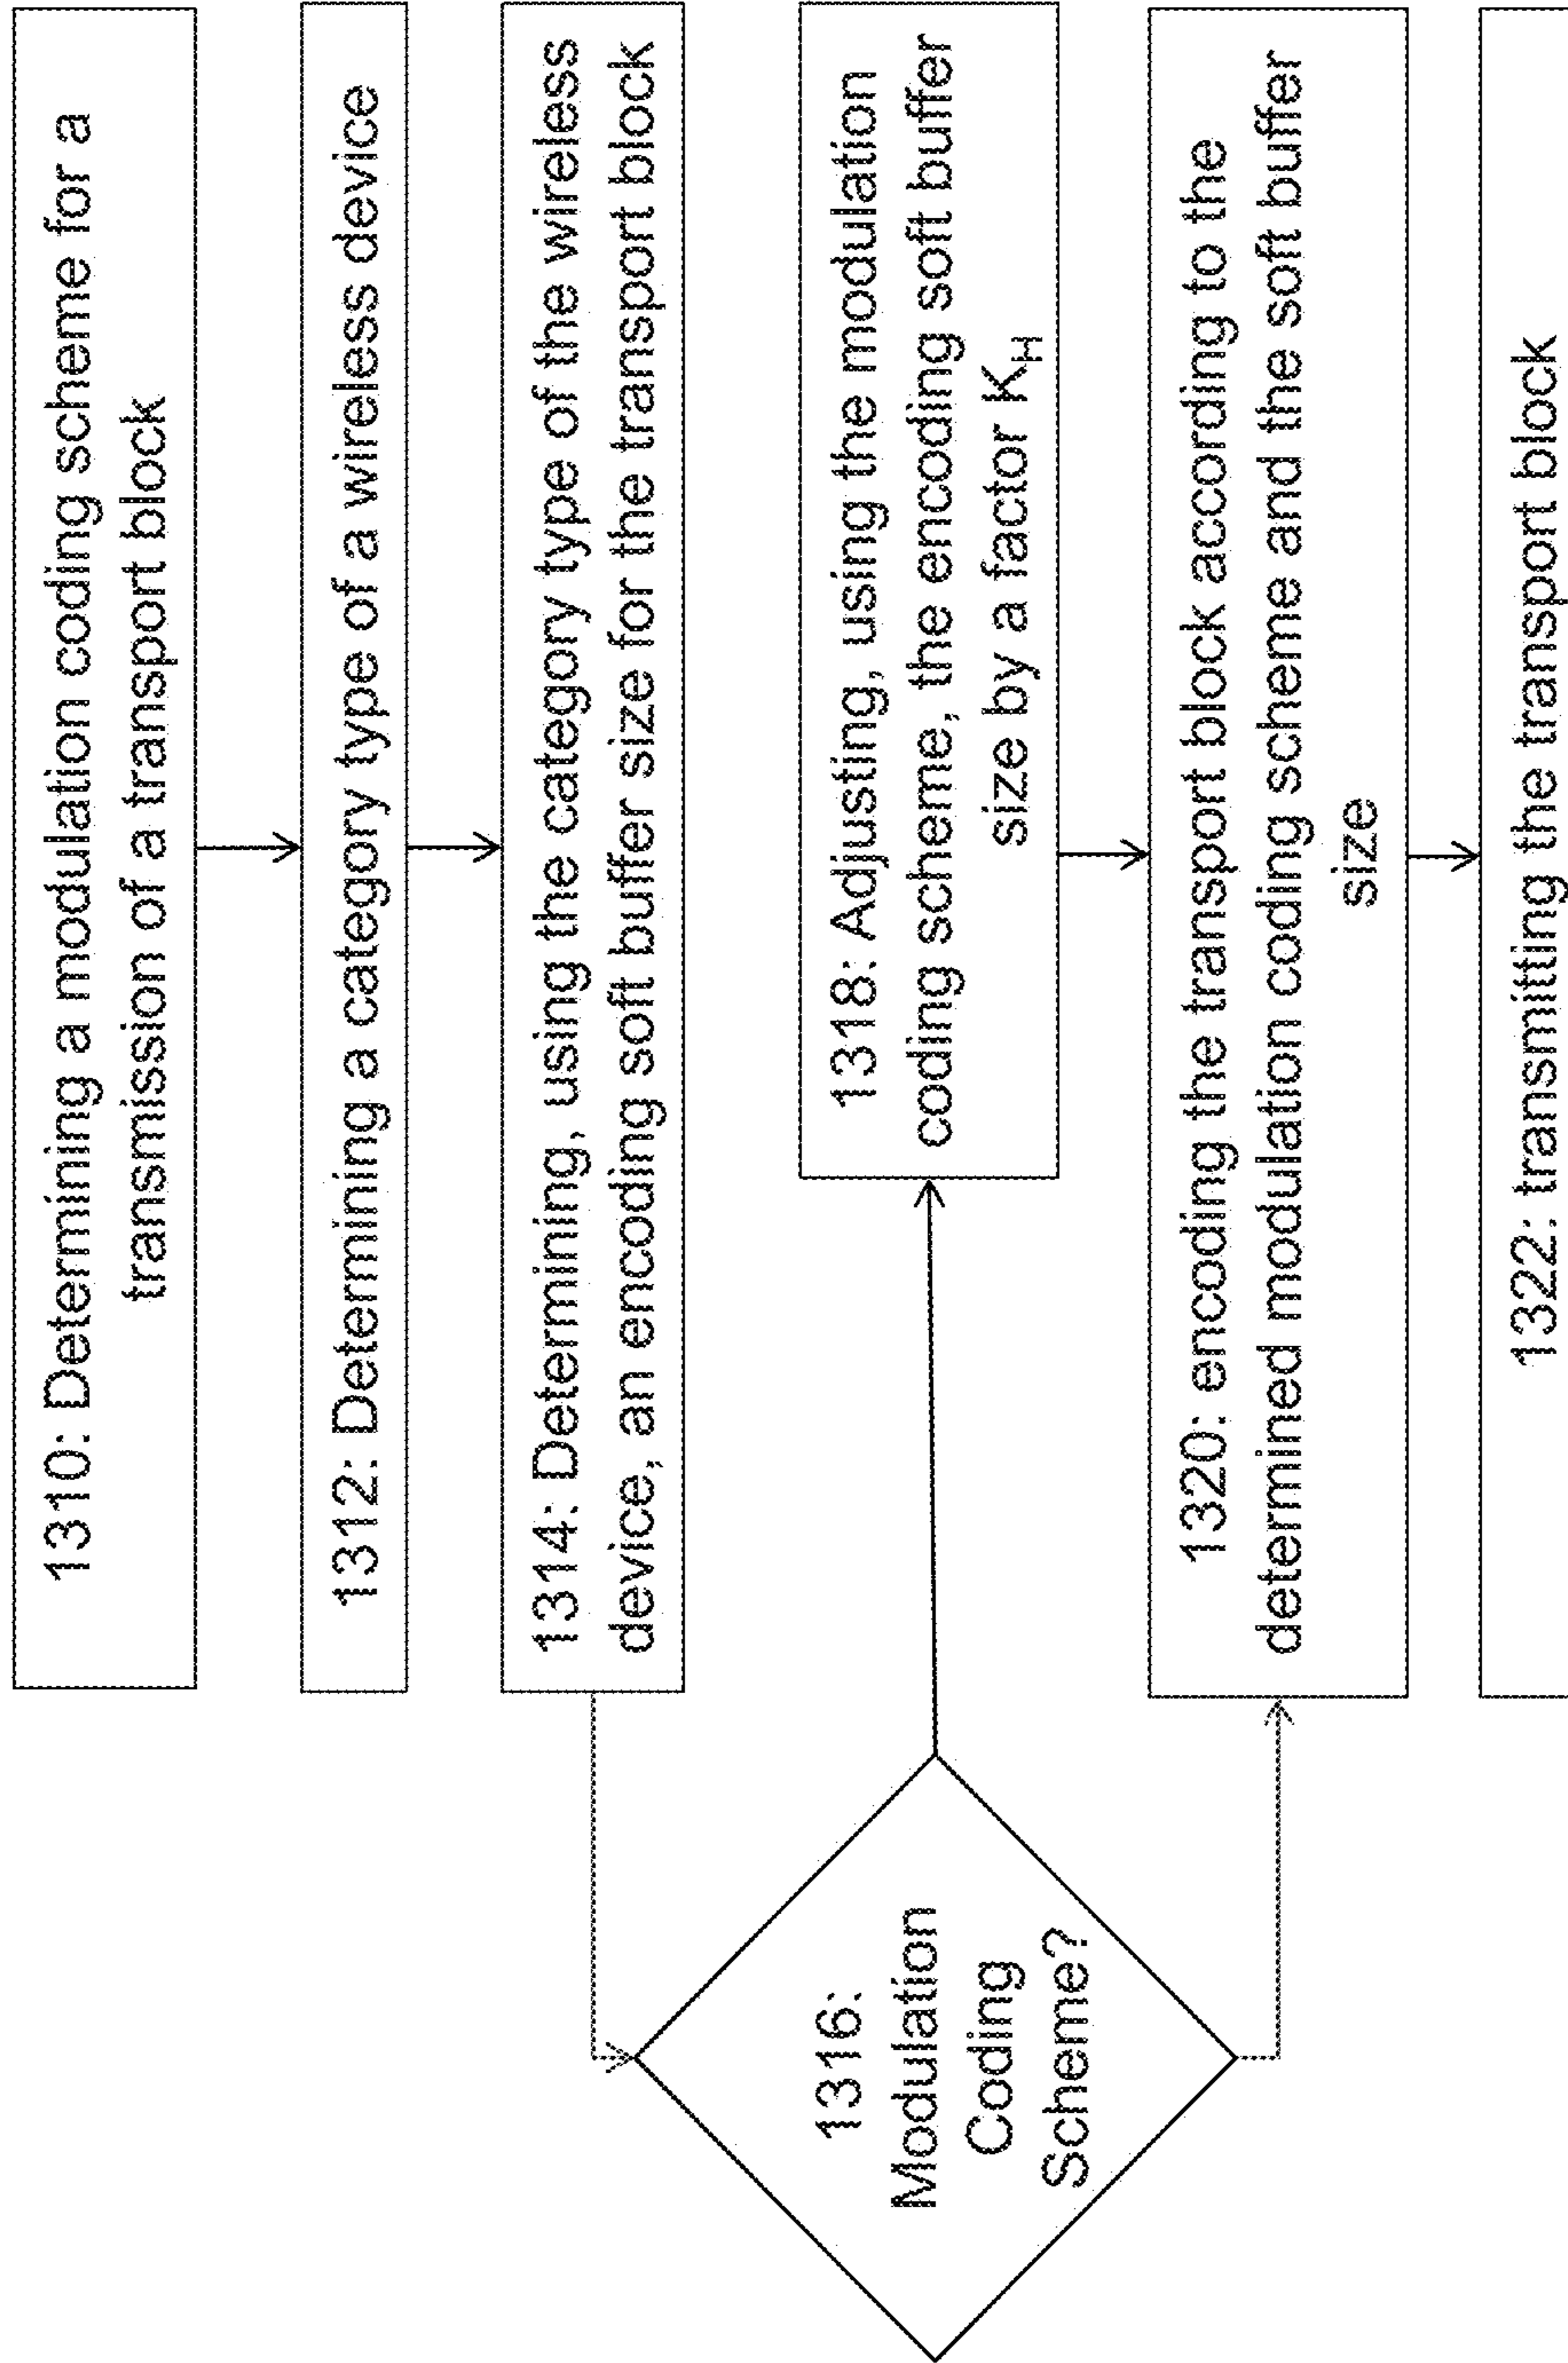 1310: Determining a modulation coding scheme for a
transmission of a transport block
1312: Determining a category type of a wireless device
1314: Determining, using the category type of the wireless
device, an encoding soft buffer size for the transport block
1316:
Modulation
Coding
Scheme?
1318: Adjusting, using the modulation
coding scheme, the encoding soft buffer
size by a factor K_H
1320: encoding the transport block according to the
determined modulation coding scheme and the soft buffer
size
1322: transmitting the transport block